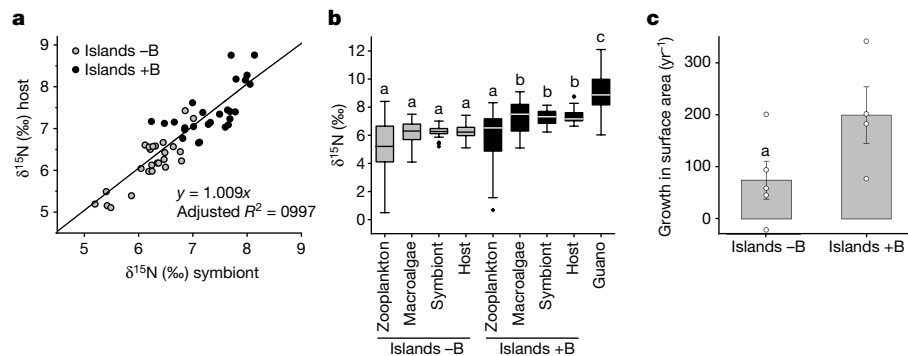 a
Islands –B
Islands +B
δ¹⁵N (‰) host
9
8
7
6
5
y = 1.009x
Adjusted R² = 0997
5 6 7 8 9
δ¹⁵N (‰) symbiont
b
δ¹⁵N (‰)
14
12
10
8
6
4
2
0
a a a a a b b b c
Zooplankton
Macroalgae
Symbiont
Host
Zooplankton
Macroalgae
Symbiont
Host
Guano
Islands –B
Islands +B
c
Growth in surface area (yr⁻¹)
300
200
100
0
a
Islands –B
Islands +B